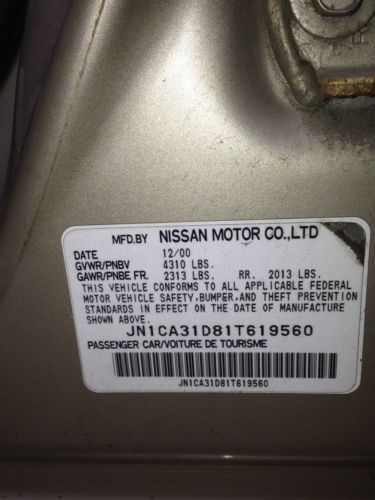 MFD.BY NISSAN MOTOR CO.,LTD
DATE 12/00
GVWR/PNBV 4310 LBS.
GAWR/PNBE FR. 2313 LBS. RR. 2013 LBS.
THIS VEHICLE CONFORMS TO ALL APPLICABLE FEDERAL
MOTOR VEHICLE SAFETY,BUMPER,AND THEFT PREVENTION
STANDARDS IN EFFECT ON THE DATE OF MANUFACTURE
SHOWN ABOVE.
JN1CA31D81T619560
PASSENGER CAR/VOITURE DE TOURISME
JN1CA31D81T619560